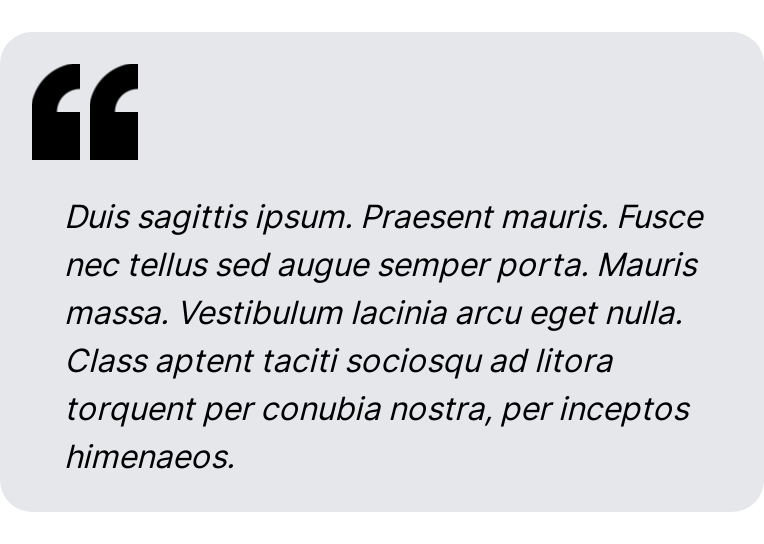 Duis sagittis ipsum. Praesent mauris. Fusce
nec tellus sed augue semper porta. Mauris
massa. Vestibulum lacinia arcu eget nulla.
Class aptent taciti sociosqu ad litora
torquent per conubia nostra, per inceptos
himenaeos.